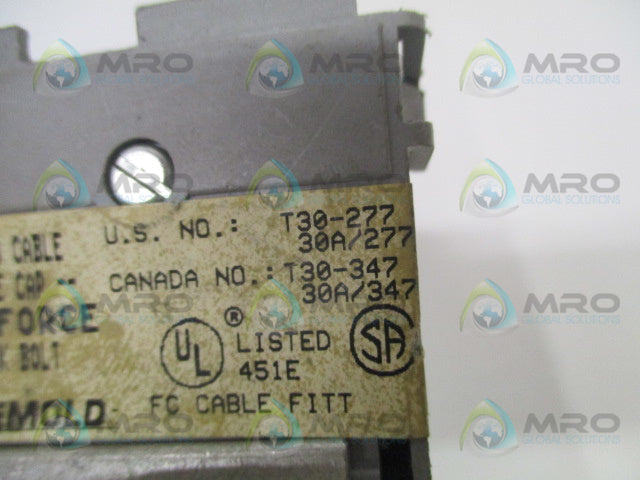 U.S. NO.: T30-277
CABLE 30A/277
CAP -- CANADA NO.: T30-347
30A/347
FORCE
BOLT UL ® LISTED SA
451E
EMOLD FC CABLE FITT
MRO
GLOBAL SOLUTIONS